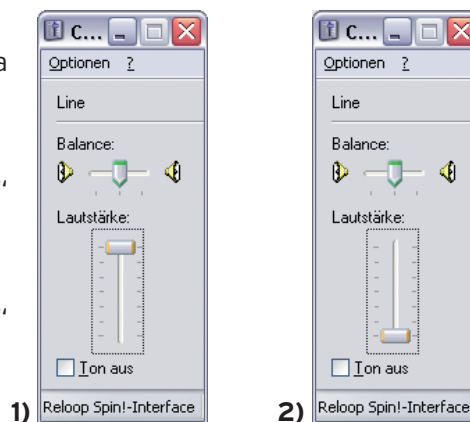 a
C...
Optionen ?
Line
Balance:
"
Lautstärke:
"
Ton aus
1) Reloop Spin!-Interface
C...
Optionen ?
Line
Balance:
Lautstärke:
Ton aus
2) Reloop Spin!-Interface